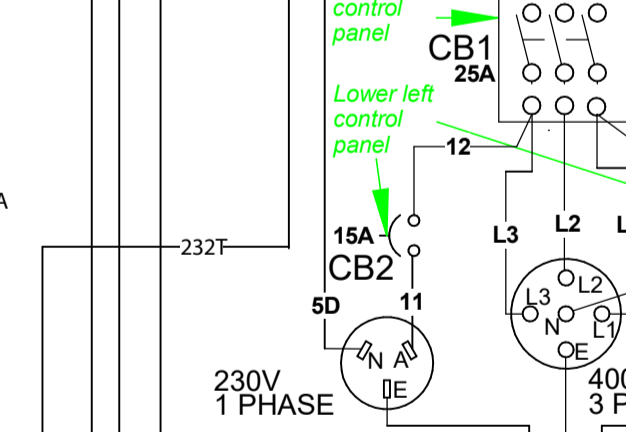 control
panel
CB1
25A
Lower left
control
panel
12
A
15A
CB2
232T
L3
L2
L
5D
11
L2
L3
N
L1
E
N
A
E
230V
1 PHASE
400
3 P